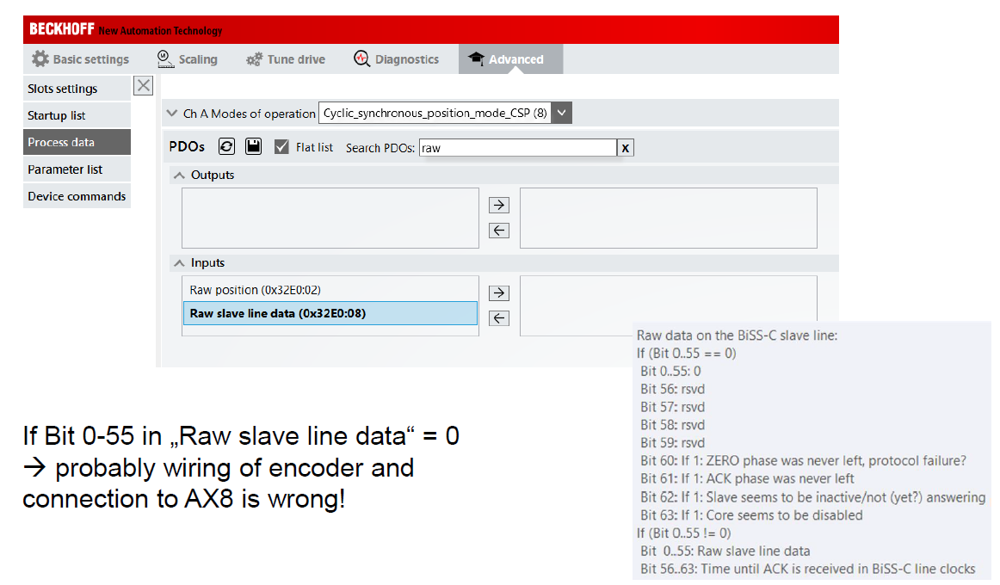 BECKHOFF New Automation Technology
Basic settings Scaling Tune drive Diagnostics Advanced
Slots settings
Startup list
Process data
Parameter list
Device commands
Ch A Modes of operation Cyclic_synchronous_position_mode_CSP (8)
PDOs Flat list Search PDOs: raw x
Outputs
Inputs
Raw position (0x32E0:02)
Raw slave line data (0x32E0:08)
Raw data on the BiSS-C slave line:
If (Bit 0..55 == 0)
Bit 0..55: 0
Bit 56: rsvd
Bit 57: rsvd
Bit 58: rsvd
Bit 59: rsvd
Bit 60: If 1: ZERO phase was never left, protocol failure?
Bit 61: If 1: ACK phase was never left
Bit 62: If 1: Slave seems to be inactive/not (yet?) answering
Bit 63: If 1: Core seems to be disabled
If (Bit 0..55 != 0)
Bit 0..55: Raw slave line data
Bit 56..63: Time until ACK is received in BiSS-C line clocks
If Bit 0-55 in „Raw slave line data“ = 0
→ probably wiring of encoder and
connection to AX8 is wrong!